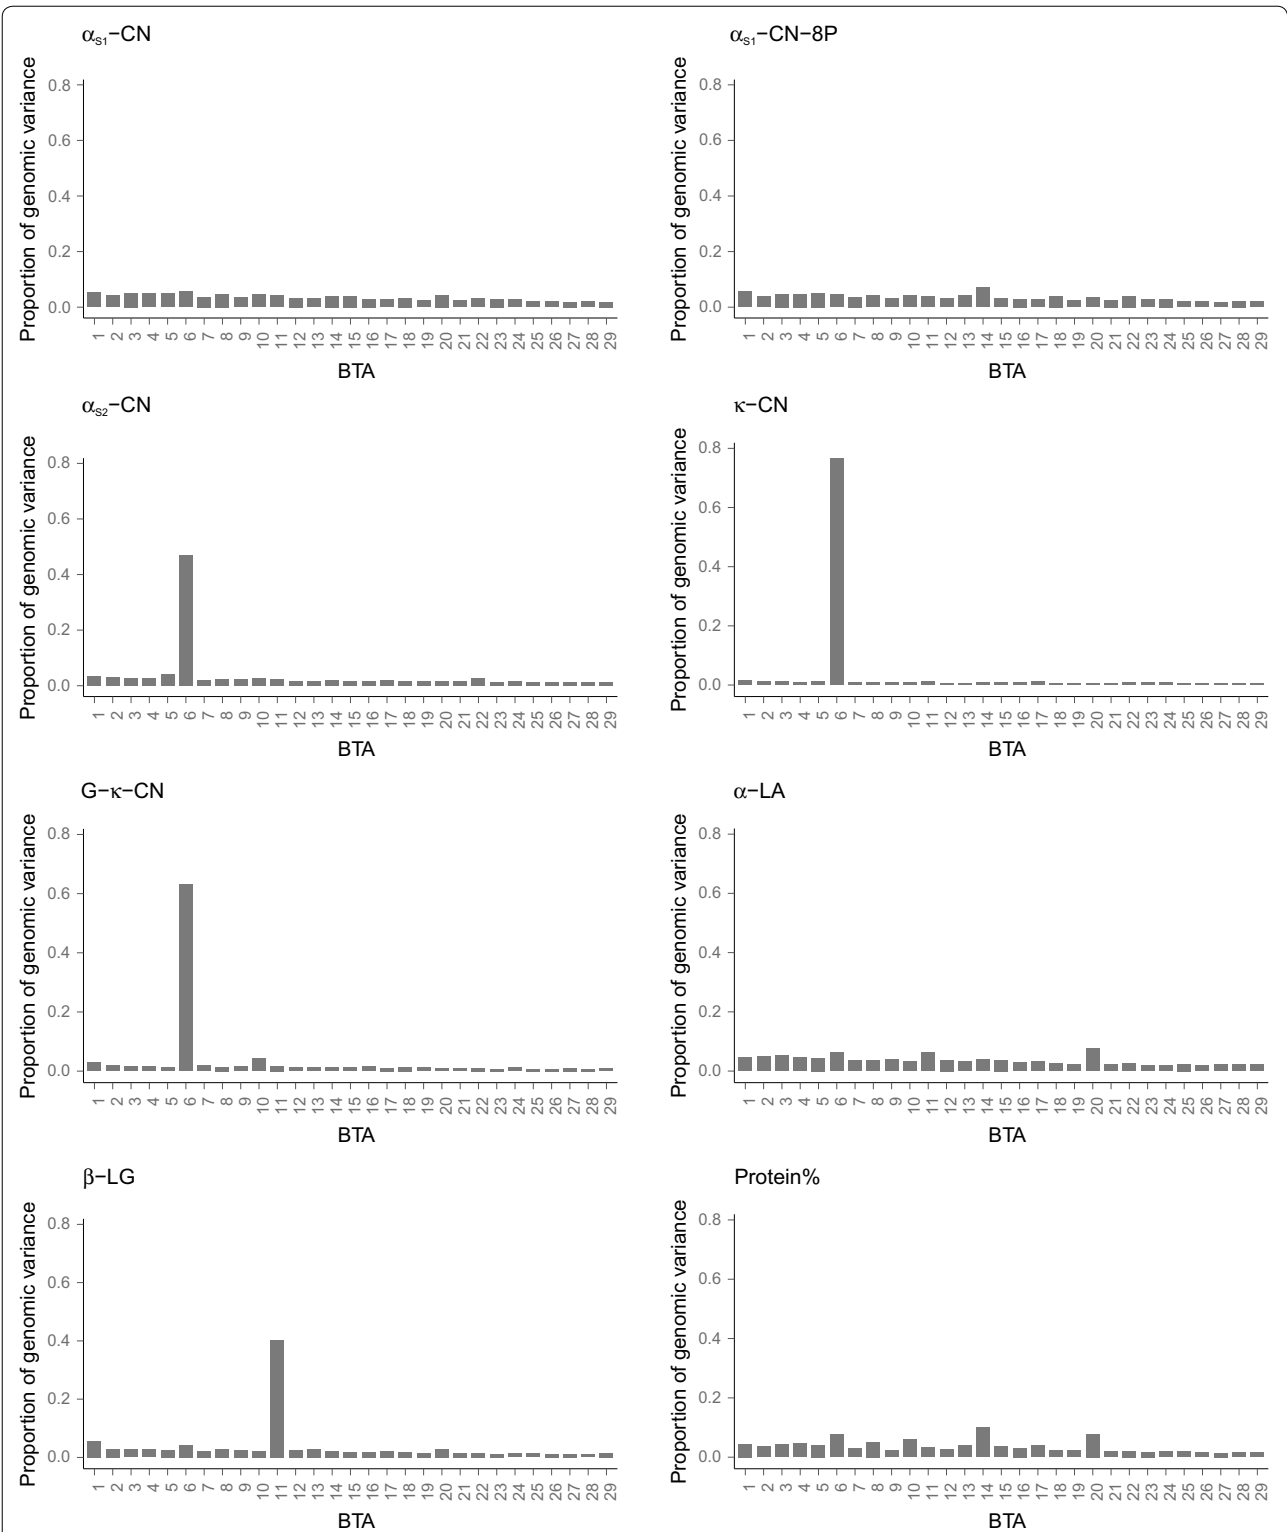 αS1−CN
Proportion of genomic variance
0.8
0.6
0.4
0.2
0.0
1 2 3 4 5 6 7 8 9 10 11 12 13 14 15 16 17 18 19 20 21 22 23 24 25 26 27 28 29
BTA
αS1−CN−8P
Proportion of genomic variance
0.8
0.6
0.4
0.2
0.0
1 2 3 4 5 6 7 8 9 10 11 12 13 14 15 16 17 18 19 20 21 22 23 24 25 26 27 28 29
BTA
αS2−CN
Proportion of genomic variance
0.8
0.6
0.4
0.2
0.0
1 2 3 4 5 6 7 8 9 10 11 12 13 14 15 16 17 18 19 20 21 22 23 24 25 26 27 28 29
BTA
κ−CN
Proportion of genomic variance
0.8
0.6
0.4
0.2
0.0
1 2 3 4 5 6 7 8 9 10 11 12 13 14 15 16 17 18 19 20 21 22 23 24 25 26 27 28 29
BTA
G−κ−CN
Proportion of genomic variance
0.8
0.6
0.4
0.2
0.0
1 2 3 4 5 6 7 8 9 10 11 12 13 14 15 16 17 18 19 20 21 22 23 24 25 26 27 28 29
BTA
α−LA
Proportion of genomic variance
0.8
0.6
0.4
0.2
0.0
1 2 3 4 5 6 7 8 9 10 11 12 13 14 15 16 17 18 19 20 21 22 23 24 25 26 27 28 29
BTA
β−LG
Proportion of genomic variance
0.8
0.6
0.4
0.2
0.0
1 2 3 4 5 6 7 8 9 10 11 12 13 14 15 16 17 18 19 20 21 22 23 24 25 26 27 28 29
BTA
Protein%
Proportion of genomic variance
0.8
0.6
0.4
0.2
0.0
1 2 3 4 5 6 7 8 9 10 11 12 13 14 15 16 17 18 19 20 21 22 23 24 25 26 27 28 29
BTA